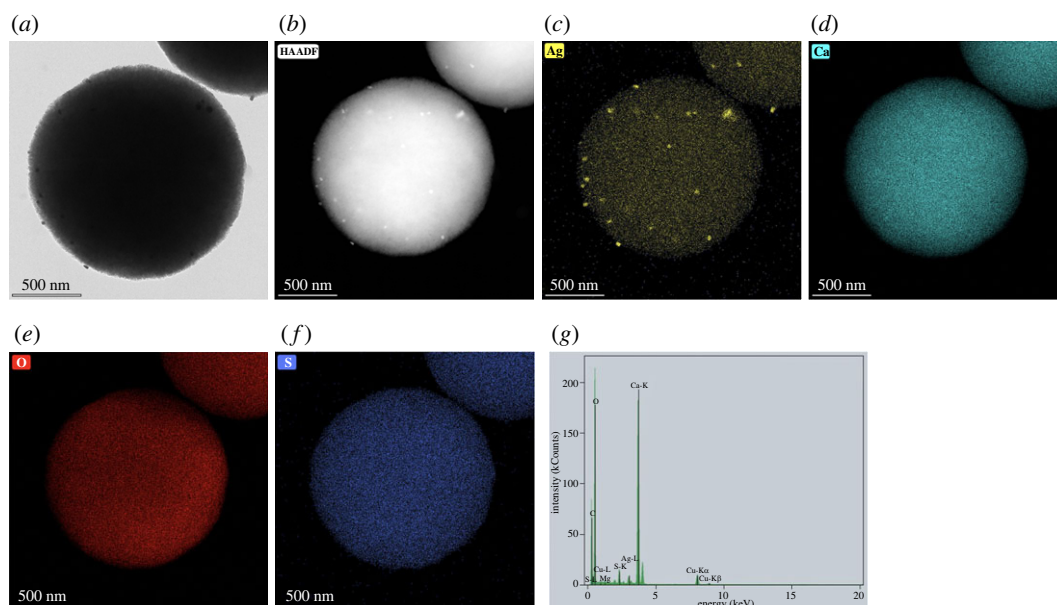 (a) (b) (c) (d)
HAADF Ag Ca
500 nm 500 nm 500 nm 500 nm
(e) (f) (g)
O S
500 nm 500 nm
intensity (kCounts)
200
150
100
50
0
O
Ca-K
C
Ag-L
S-K
Cu-L
S-L
Mg
Cu-Kα
Cu-Kβ
0 5 10 15 20
energy (keV)